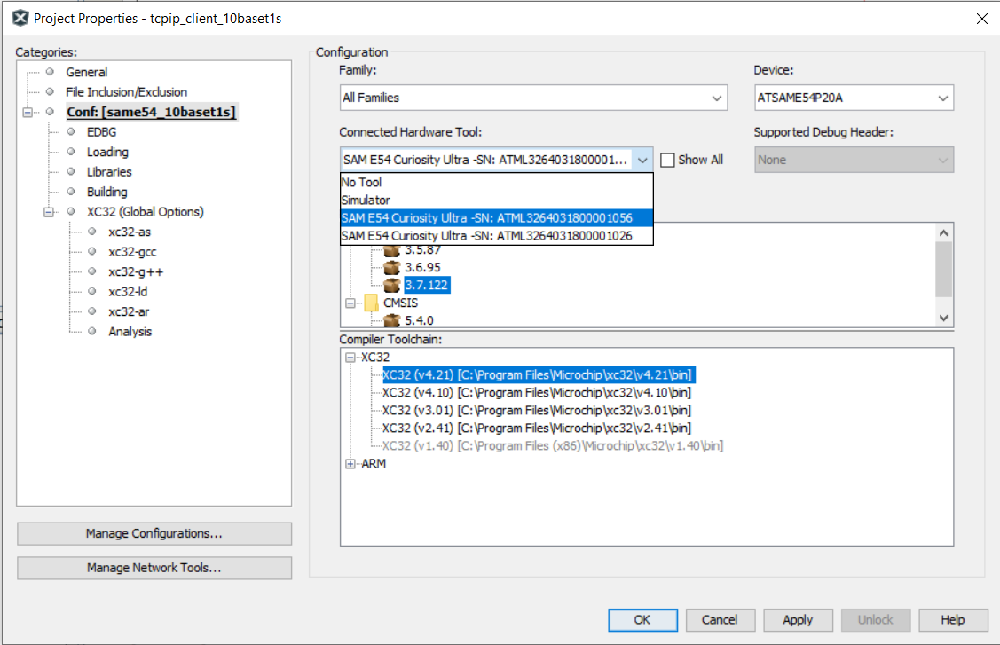 Project Properties - tcpip_client_10baset1s
Categories:
General
File Inclusion/Exclusion
Conf: [same54_10baset1s]
EDBG
Loading
Libraries
Building
XC32 (Global Options)
xc32-as
xc32-gcc
xc32-g++
xc32-ld
xc32-ar
Analysis
Manage Configurations...
Manage Network Tools...
Configuration
Family:
Device:
All Families
ATSAME54P20A
Connected Hardware Tool:
Supported Debug Header:
SAM E54 Curiosity Ultra -SN: ATML3264031800001...
Show All
None
No Tool
Simulator
SAM E54 Curiosity Ultra -SN: ATML3264031800001056
SAM E54 Curiosity Ultra -SN: ATML3264031800001026
3.5.87
3.6.95
3.7.122
CMSIS
5.4.0
Compiler Toolchain:
XC32
XC32 (v4.21) [C:\Program Files\Microchip\xc32\v4.21\bin]
XC32 (v4.10) [C:\Program Files\Microchip\xc32\v4.10\bin]
XC32 (v3.01) [C:\Program Files\Microchip\xc32\v3.01\bin]
XC32 (v2.41) [C:\Program Files\Microchip\xc32\v2.41\bin]
XC32 (v1.40) [C:\Program Files (x86)\Microchip\xc32\v1.40\bin]
ARM
OK
Cancel
Apply
Unlock
Help